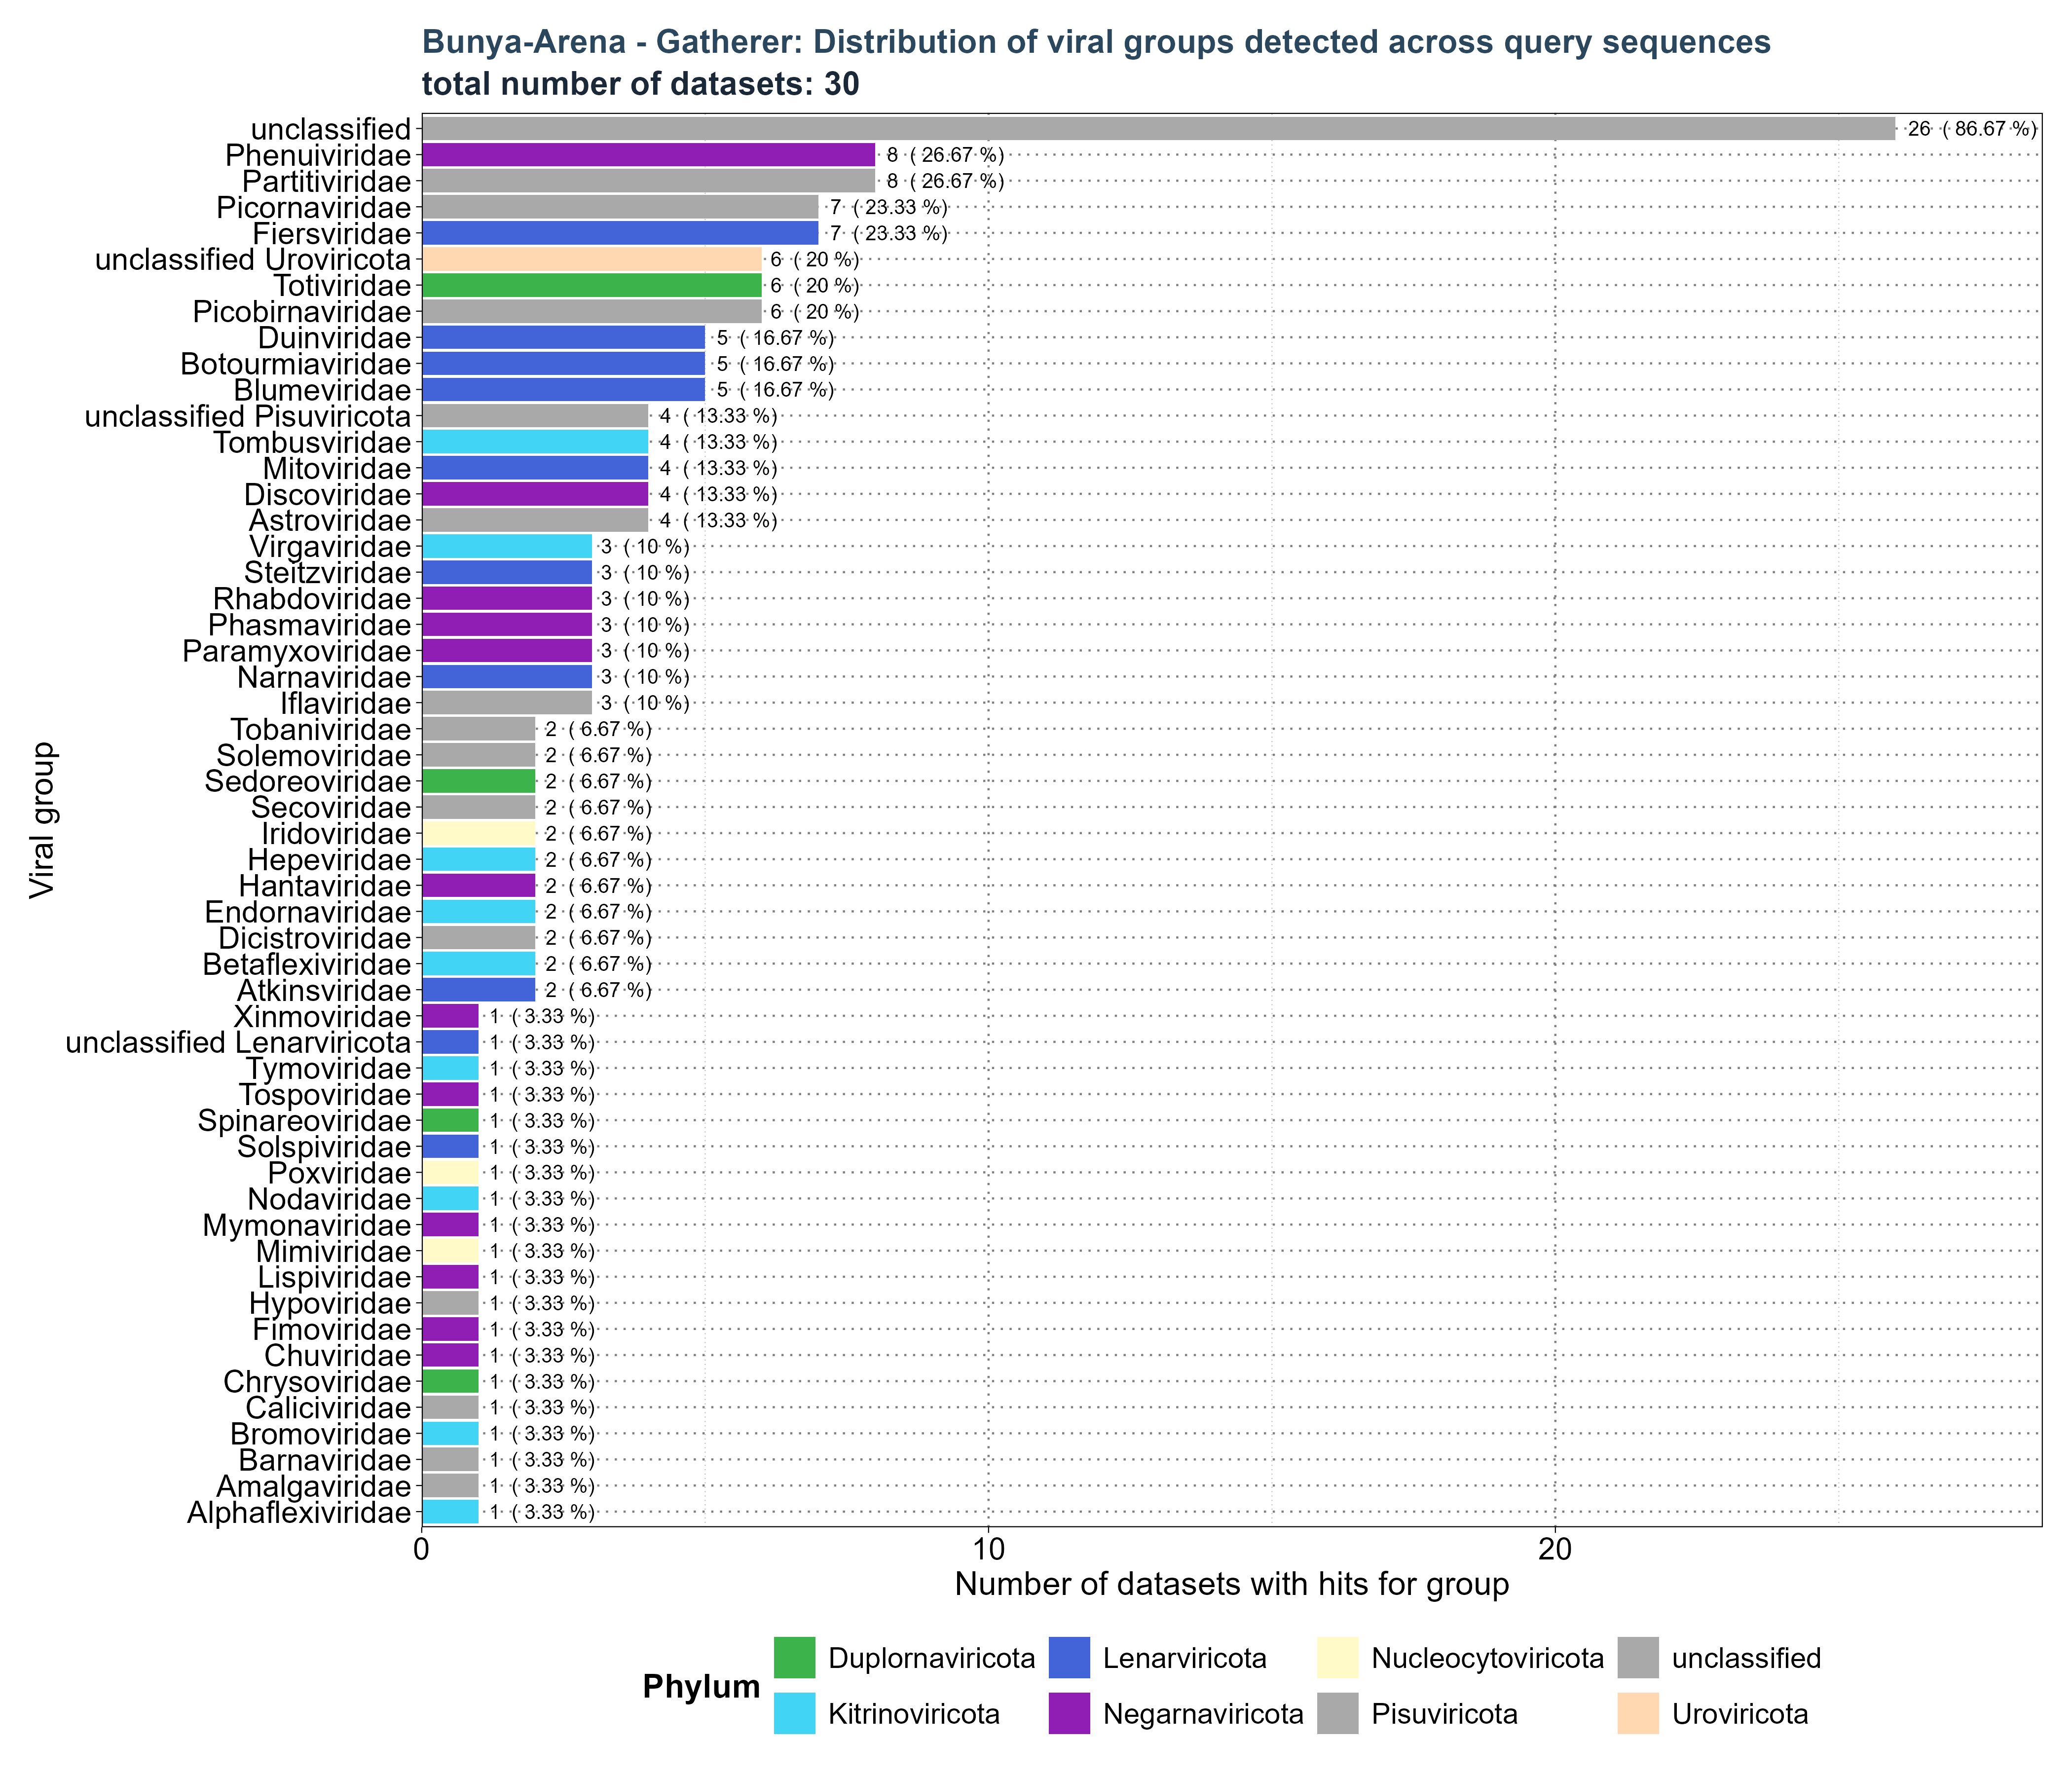 Bunya-Arena - Gatherer: Distribution of viral groups detected across query sequences
total number of datasets: 30
Viral group
unclassified 26 ( 86.67 %)
Phenuiviridae 8 ( 26.67 %)
Partitiviridae 8 ( 26.67 %)
Picornaviridae 7 ( 23.33 %)
Fiersviridae 7 ( 23.33 %)
unclassified Uroviricota 6 ( 20 %)
Totiviridae 6 ( 20 %)
Picobirnaviridae 6 ( 20 %)
Duinviridae 5 ( 16.67 %)
Botourmiaviridae 5 ( 16.67 %)
Blumeviridae 5 ( 16.67 %)
unclassified Pisuviricota 4 ( 13.33 %)
Tombusviridae 4 ( 13.33 %)
Mitoviridae 4 ( 13.33 %)
Discoviridae 4 ( 13.33 %)
Astroviridae 4 ( 13.33 %)
Virgaviridae 3 ( 10 %)
Steitzviridae 3 ( 10 %)
Rhabdoviridae 3 ( 10 %)
Phasmaviridae 3 ( 10 %)
Paramyxoviridae 3 ( 10 %)
Narnaviridae 3 ( 10 %)
Iflaviridae 3 ( 10 %)
Tobaniviridae 2 ( 6.67 %)
Solemoviridae 2 ( 6.67 %)
Sedoreoviridae 2 ( 6.67 %)
Secoviridae 2 ( 6.67 %)
Iridoviridae 2 ( 6.67 %)
Hepeviridae 2 ( 6.67 %)
Hantaviridae 2 ( 6.67 %)
Endornaviridae 2 ( 6.67 %)
Dicistroviridae 2 ( 6.67 %)
Betaflexiviridae 2 ( 6.67 %)
Atkinsviridae 2 ( 6.67 %)
Xinmoviridae 1 ( 3.33 %)
unclassified Lenarviricota 1 ( 3.33 %)
Tymoviridae 1 ( 3.33 %)
Tospoviridae 1 ( 3.33 %)
Spinareoviridae 1 ( 3.33 %)
Solspiviridae 1 ( 3.33 %)
Poxviridae 1 ( 3.33 %)
Nodaviridae 1 ( 3.33 %)
Mymonaviridae 1 ( 3.33 %)
Mimiviridae 1 ( 3.33 %)
Lispiviridae 1 ( 3.33 %)
Hypoviridae 1 ( 3.33 %)
Fimoviridae 1 ( 3.33 %)
Chuviridae 1 ( 3.33 %)
Chrysoviridae 1 ( 3.33 %)
Caliciviridae 1 ( 3.33 %)
Bromoviridae 1 ( 3.33 %)
Barnaviridae 1 ( 3.33 %)
Amalgaviridae 1 ( 3.33 %)
Alphaflexiviridae 1 ( 3.33 %)
0 10 20
Number of datasets with hits for group
Phylum
Duplornaviricota Lenarviricota Nucleocytoviricota unclassified
Kitrinoviricota Negarnaviricota Pisuviricota Uroviricota